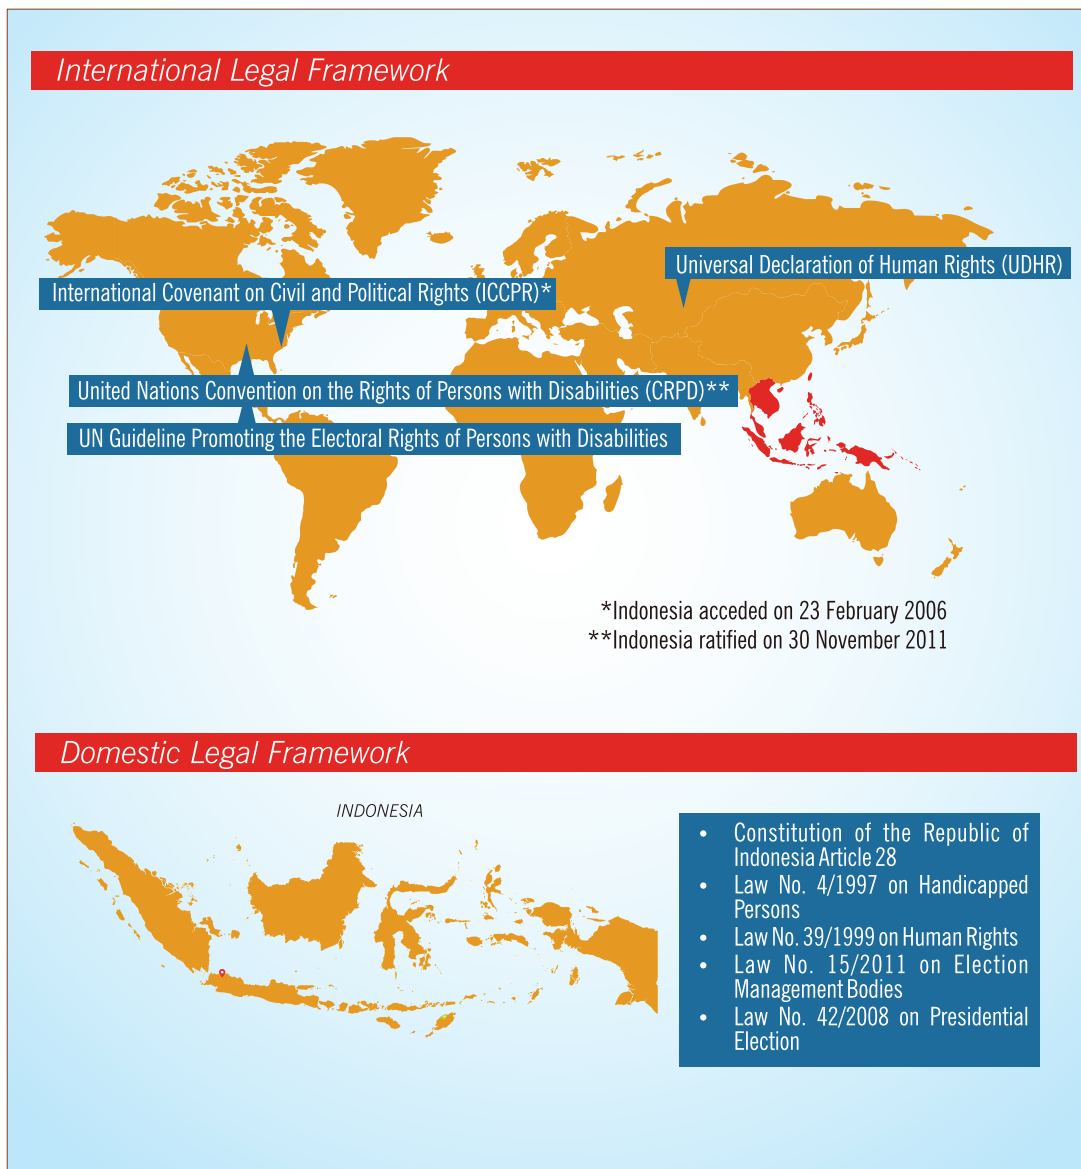 International Legal Framework
Universal Declaration of Human Rights (UDHR)
International Covenant on Civil and Political Rights (ICCPR)*
United Nations Convention on the Rights of Persons with Disabilities (CRPD)**
UN Guideline Promoting the Electoral Rights of Persons with Disabilities
*Indonesia acceded on 23 February 2006
**Indonesia ratified on 30 November 2011
Domestic Legal Framework
INDONESIA
• Constitution of the Republic of
Indonesia Article 28
• Law No. 4/1997 on Handicapped
Persons
• Law No. 39/1999 on Human Rights
• Law No. 15/2011 on Election
Management Bodies
• Law No. 42/2008 on Presidential
Election